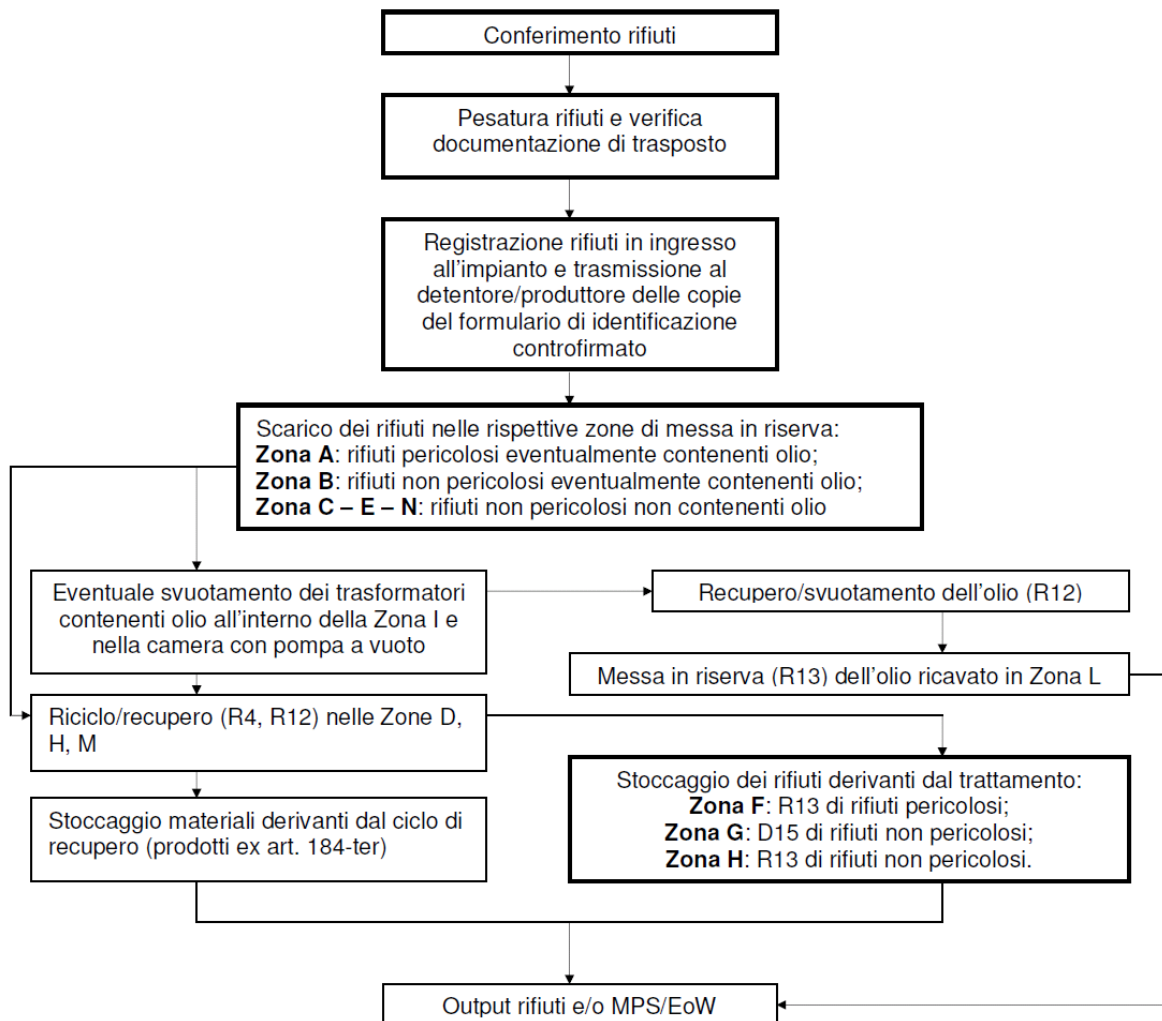 Conferimento rifiuti
Pesatura rifiuti e verifica
documentazione di trasposto
Registrazione rifiuti in ingresso
all'impianto e trasmissione al
detentore/produttore delle copie
del formulario di identificazione
controfirmato
Scarico dei rifiuti nelle rispettive zone di messa in riserva:
Zona A: rifiuti pericolosi eventualmente contenenti olio;
Zona B: rifiuti non pericolosi eventualmente contenenti olio;
Zona C – E – N: rifiuti non pericolosi non contenenti olio
Eventuale svuotamento dei trasformatori
contenenti olio all'interno della Zona I e
nella camera con pompa a vuoto
Recupero/svuotamento dell'olio (R12)
Messa in riserva (R13) dell'olio ricavato in Zona L
Riciclo/recupero (R4, R12) nelle Zone D,
H, M
Stoccaggio dei rifiuti derivanti dal trattamento:
Zona F: R13 di rifiuti pericolosi;
Zona G: D15 di rifiuti non pericolosi;
Zona H: R13 di rifiuti non pericolosi.
Stoccaggio materiali derivanti dal ciclo di
recupero (prodotti ex art. 184-ter)
Output rifiuti e/o MPS/EoW